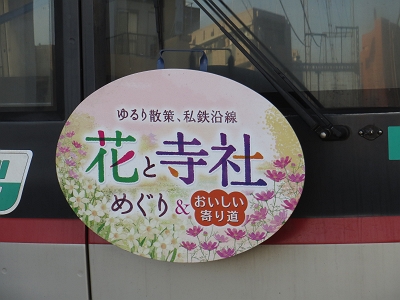 ゆるり散策、私鉄沿線
花と寺社
めぐり&おいしい
寄り道